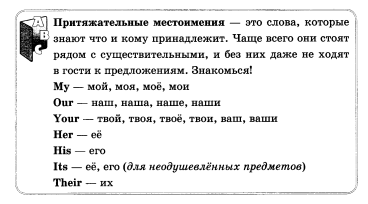 A
B
C
Притяжательные местоимения — это слова, которые
знают что и кому принадлежит. Чаще всего они стоят
рядом с существительными, и без них даже не ходят
в гости к предложениям. Знакомься!
My — мой, моя, моё, мои
Our — наш, наша, наше, наши
Your — твой, твоя, твоё, твои, ваш, ваши
Her — её
His — его
Its — её, его (для неодушевлённых предметов)
Their — их